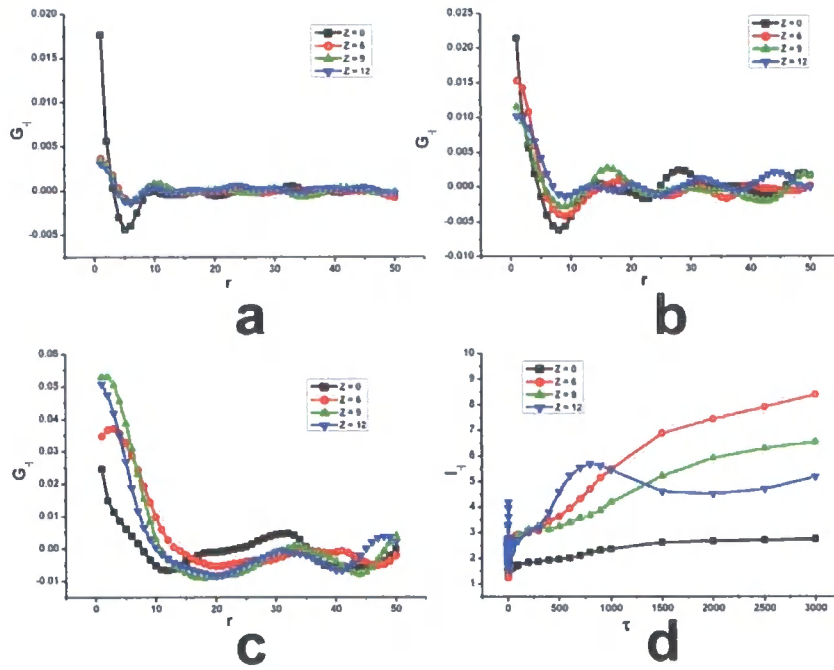 0.020
0.015
0.010
0.005
0.000
-0.005
G⊣
Z = 0
Z = 6
Z = 9
Z = 12
0 10 20 30 40 50
r
a
0.025
0.020
0.015
0.010
0.005
0.000
-0.005
-0.010
G⊣
Z = 0
Z = 6
Z = 9
Z = 12
0 10 20 30 40 50
r
b
0.06
0.05
0.04
0.03
0.02
0.01
0.00
-0.01
G⊣
Z = 0
Z = 6
Z = 9
Z = 12
0 10 20 30 40 50
r
c
10
9
8
7
6
5
4
3
2
1
I⊣
Z = 0
Z = 6
Z = 9
Z = 12
0 500 1000 1500 2000 2500 3000
τ
d